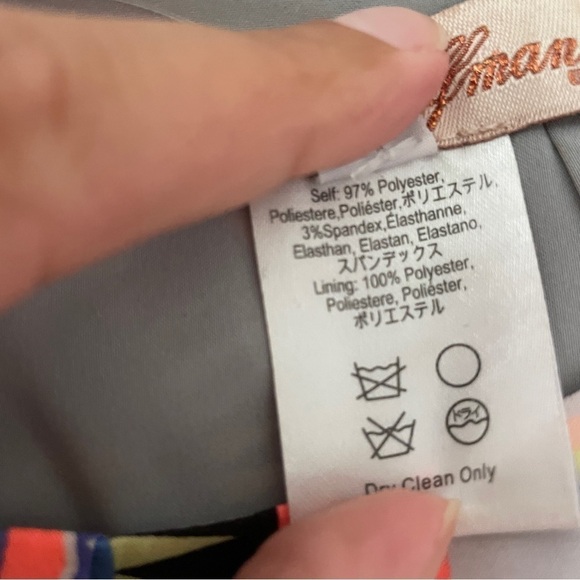 Self: 97% Polyester,
Poliestere,Poliéster,ポリエステル,
3%Spandex,Élasthanne,
Elasthan, Elastan, Elastano,
スパンデックス
Lining: 100% Polyester,
Poliestere, Poliéster,
ポリエステル
ドライ
Dry Clean Only